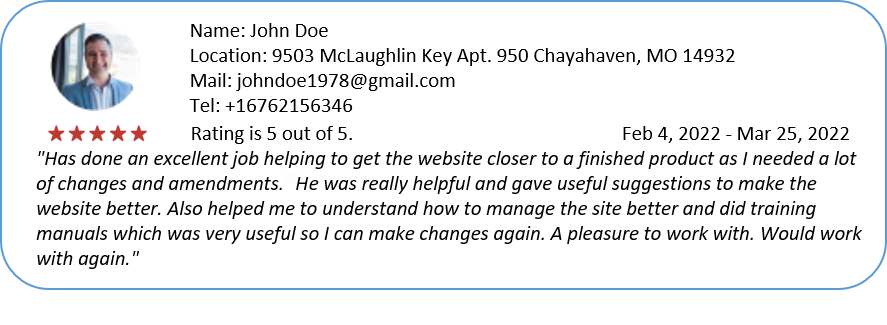 Name: John Doe
Location: 9503 McLaughlin Key Apt. 950 Chayahaven, MO 14932
Mail: johndoe1978@gmail.com
Tel: +16762156346
Rating is 5 out of 5. Feb 4, 2022 - Mar 25, 2022
"Has done an excellent job helping to get the website closer to a finished product as I needed a lot
of changes and amendments.  He was really helpful and gave useful suggestions to make the
website better. Also helped me to understand how to manage the site better and did training
manuals which was very useful so I can make changes again. A pleasure to work with. Would work
with again."